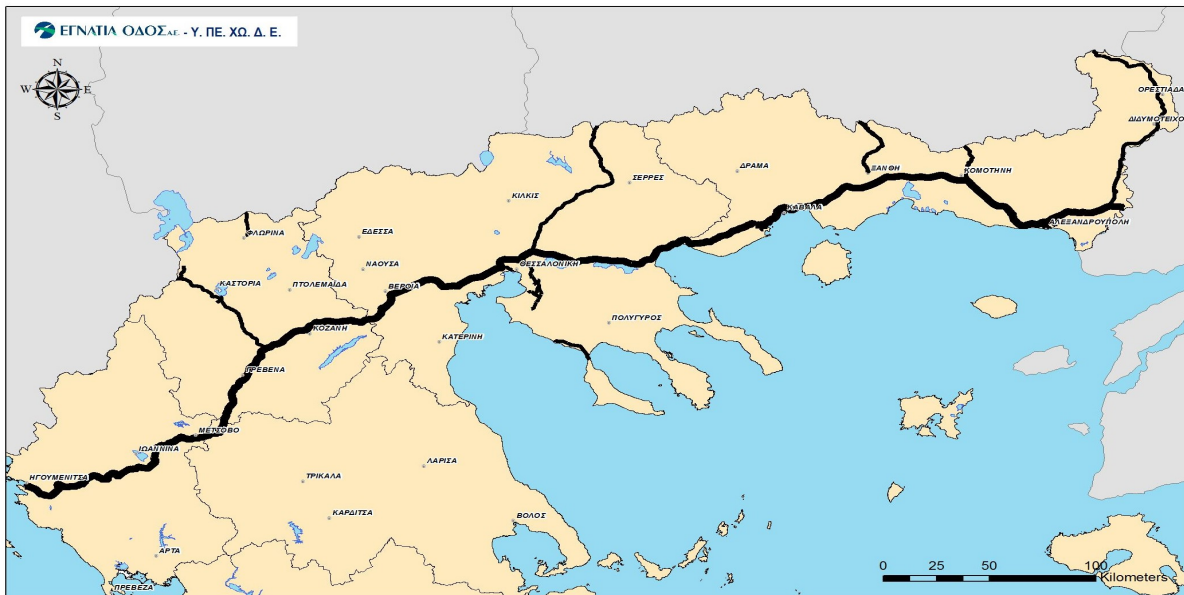 ΕΓΝΑΤΙΑ ΟΔΟΣ Α.Ε. - Υ. ΠΕ. ΧΩ. Δ. Ε.
N
W E
S
ΟΡΕΣΤΙΑΔΑ
ΔΙΔΥΜΟΤΕΙΧΟ
ΔΡΑΜΑ
ΞΑΝΘΗ
ΚΟΜΟΤΗΝΗ
ΣΕΡΡΕΣ
ΚΙΛΚΙΣ
ΚΑΒΑΛΑ
ΑΛΕΞΑΝΔΡΟΥΠΟΛΗ
ΦΛΩΡΙΝΑ
ΕΔΕΣΣΑ
ΘΕΣΣΑΛΟΝΙΚΗ
ΝΑΟΥΣΑ
ΚΑΣΤΟΡΙΑ
ΠΤΟΛΕΜΑΪΔΑ
ΒΕΡΟΙΑ
ΠΟΛΥΓΥΡΟΣ
ΚΟΖΑΝΗ
ΚΑΤΕΡΙΝΗ
ΓΡΕΒΕΝΑ
ΜΕΤΣΟΒΟ
ΙΩΑΝΝΙΝΑ
ΛΑΡΙΣΑ
ΗΓΟΥΜΕΝΙΤΣΑ
ΤΡΙΚΑΛΑ
ΚΑΡΔΙΤΣΑ
ΒΟΛΟΣ
ΑΡΤΑ
ΠΡΕΒΕΖΑ
0 25 50 100
Kilometers